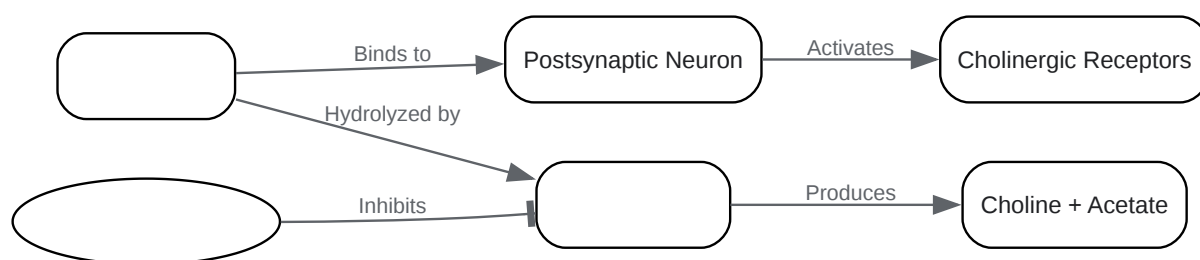 Binds to
Postsynaptic Neuron
Activates
Cholinergic Receptors
Hydrolyzed by
Inhibits
Produces
Choline + Acetate